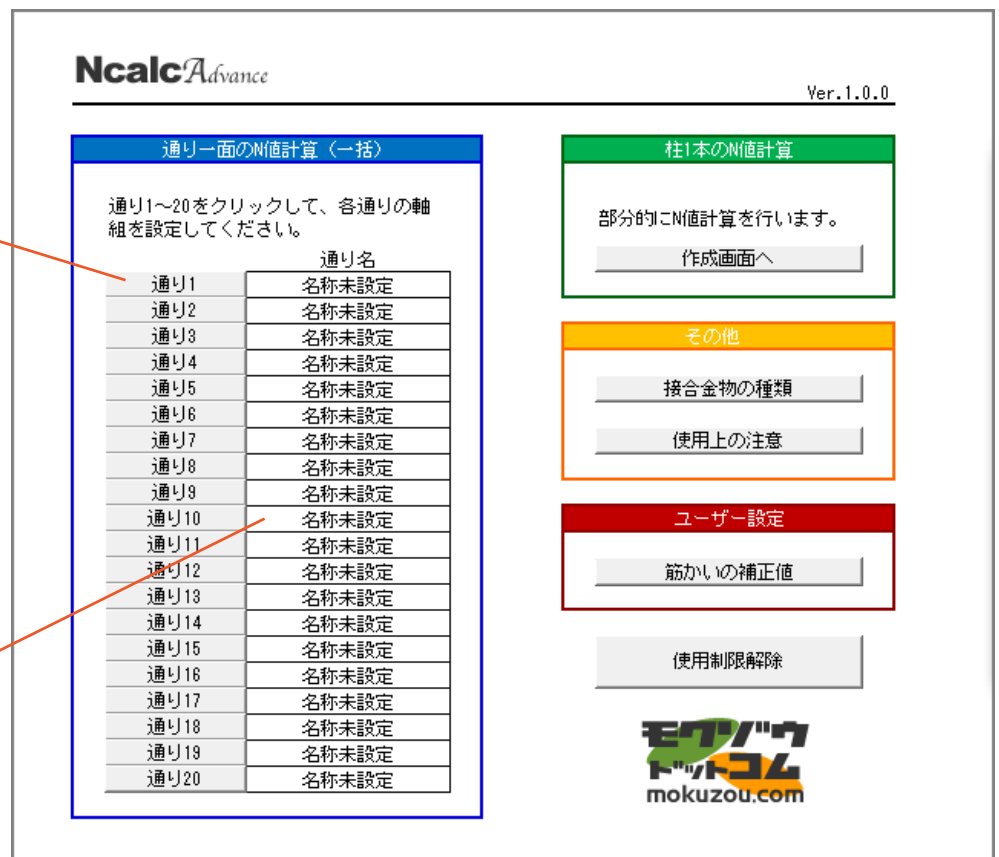 NcalcAdvance
Ver.1.0.0
通り一面のN値計算（一括）
通り1～20をクリックして、各通りの軸
組を設定してください。
通り名
通り1 名称未設定
通り2 名称未設定
通り3 名称未設定
通り4 名称未設定
通り5 名称未設定
通り6 名称未設定
通り7 名称未設定
通り8 名称未設定
通り9 名称未設定
通り10 名称未設定
通り11 名称未設定
通り12 名称未設定
通り13 名称未設定
通り14 名称未設定
通り15 名称未設定
通り16 名称未設定
通り17 名称未設定
通り18 名称未設定
通り19 名称未設定
通り20 名称未設定
柱1本のN値計算
部分的にN値計算を行います。
作成画面へ
その他
接合金物の種類
使用上の注意
ユーザー設定
筋かいの補正値
使用制限解除
モクゾウ
ドットコム
mokuzou.com